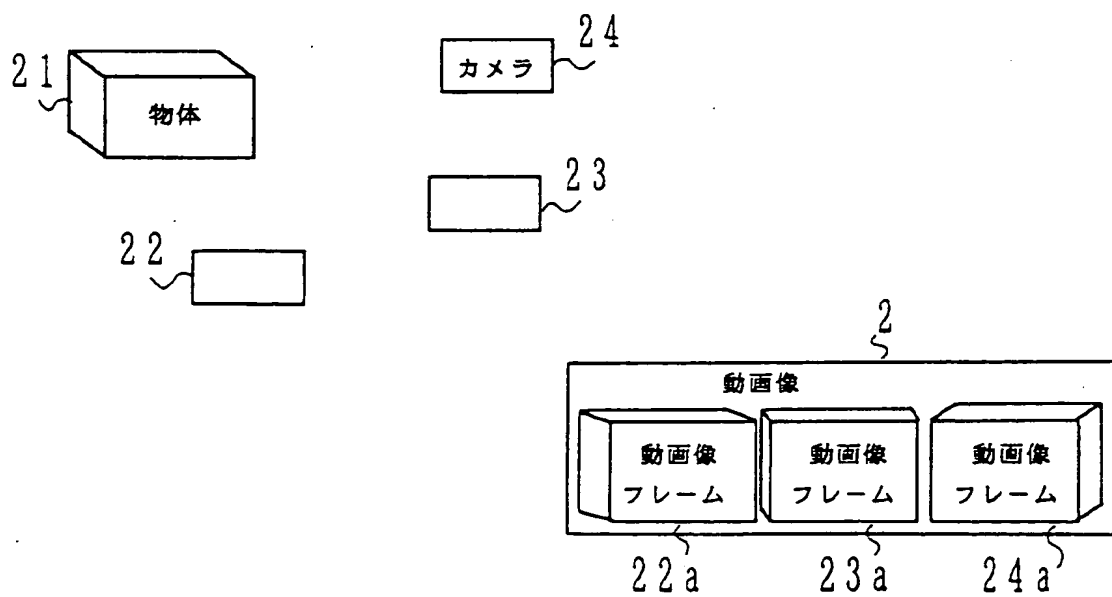 21
物体
カメラ
24
23
22
2
動画像
動画像
フレーム
動画像
フレーム
動画像
フレーム
22a
23a
24a